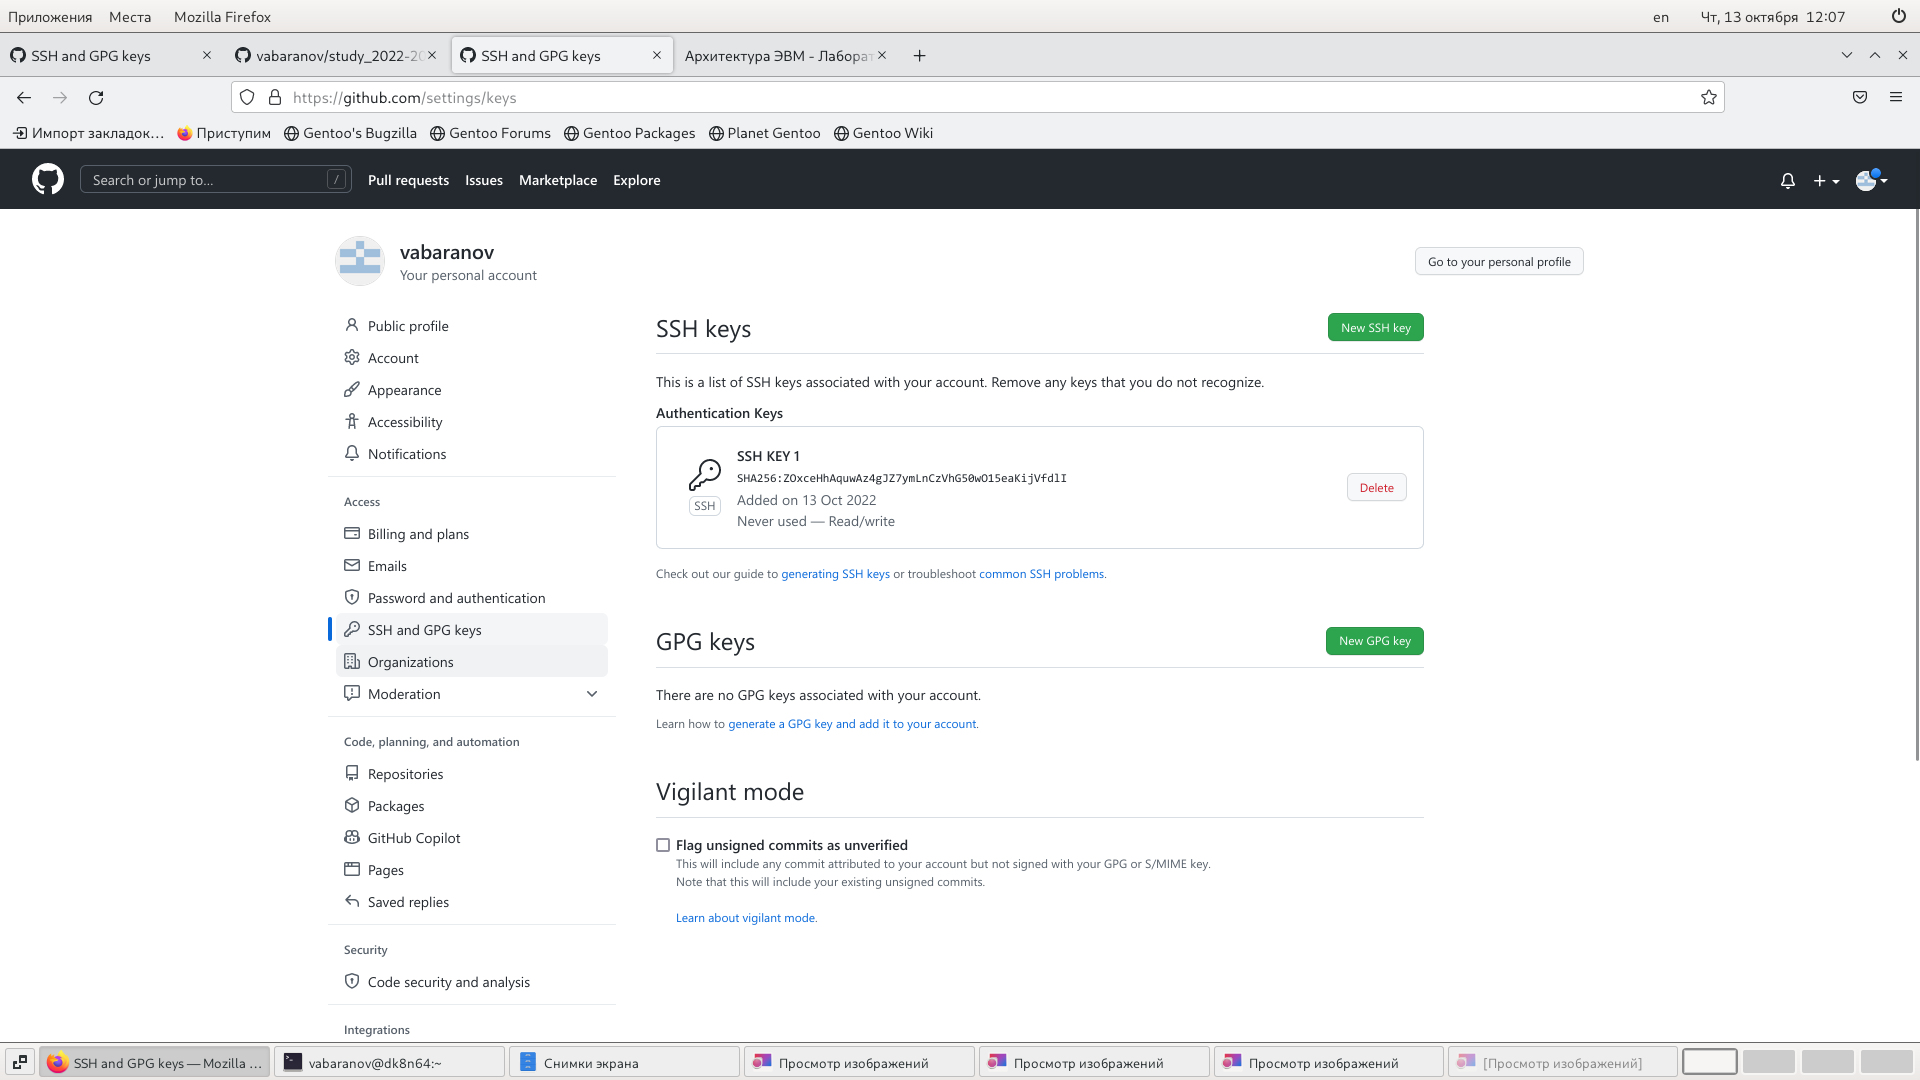 Приложения Места Mozilla Firefox en Чт, 13 октября 12:07
SSH and GPG keys vabaranov/study_2022-20 SSH and GPG keys Архитектура ЭВМ - Лаборат
https://github.com/settings/keys
Импорт закладок… Приступим Gentoo's Bugzilla Gentoo Forums Gentoo Packages Planet Gentoo Gentoo Wiki
Search or jump to... / Pull requests Issues Marketplace Explore
vabaranov
Your personal account
Go to your personal profile
Public profile
Account
Appearance
Accessibility
Notifications
Access
Billing and plans
Emails
Password and authentication
SSH and GPG keys
Organizations
Moderation
Code, planning, and automation
Repositories
Packages
GitHub Copilot
Pages
Saved replies
Security
Code security and analysis
Integrations
SSH keys
New SSH key
This is a list of SSH keys associated with your account. Remove any keys that you do not recognize.
Authentication Keys
SSH KEY 1
SHA256:ZOxceHhAquwAz4gJZ7ymLnCzVhG50wO15eaKijVfdlI
Added on 13 Oct 2022
Never used — Read/write
SSH
Delete
Check out our guide to generating SSH keys or troubleshoot common SSH problems.
GPG keys
New GPG key
There are no GPG keys associated with your account.
Learn how to generate a GPG key and add it to your account.
Vigilant mode
Flag unsigned commits as unverified
This will include any commit attributed to your account but not signed with your GPG or S/MIME key.
Note that this will include your existing unsigned commits.
Learn about vigilant mode.
SSH and GPG keys — Mozilla … vabaranov@dk8n64:~ Снимки экрана Просмотр изображений Просмотр изображений Просмотр изображений [Просмотр изображений]